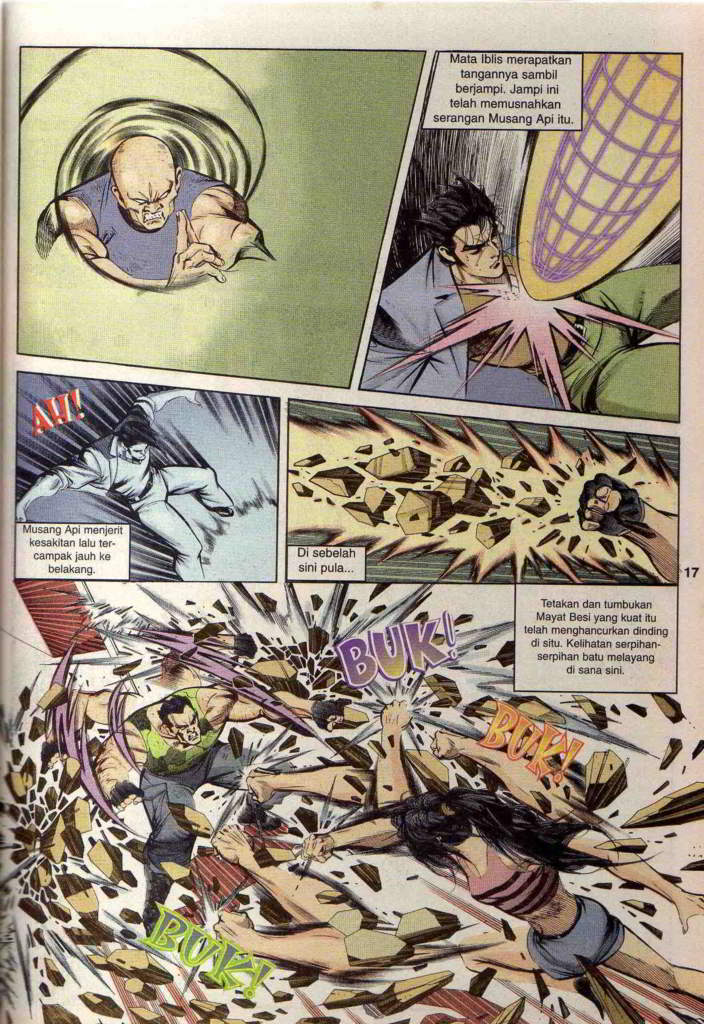 Mata Iblis merapatkan
tangannya sambil
berjampi. Jampi ini
telah memusnahkan
serangan Musang Api itu.
AH!
Musang Api menjerit
kesakitan lalu ter-
campak jauh ke
belakang.
Di sebelah
sini pula...
17
Tetakan dan tumbukan
Mayat Besi yang kuat itu
telah menghancurkan dinding
di situ. Kelihatan serpihan-
serpihan batu melayang
di sana sini.
BUK!
BUK!
BUK!